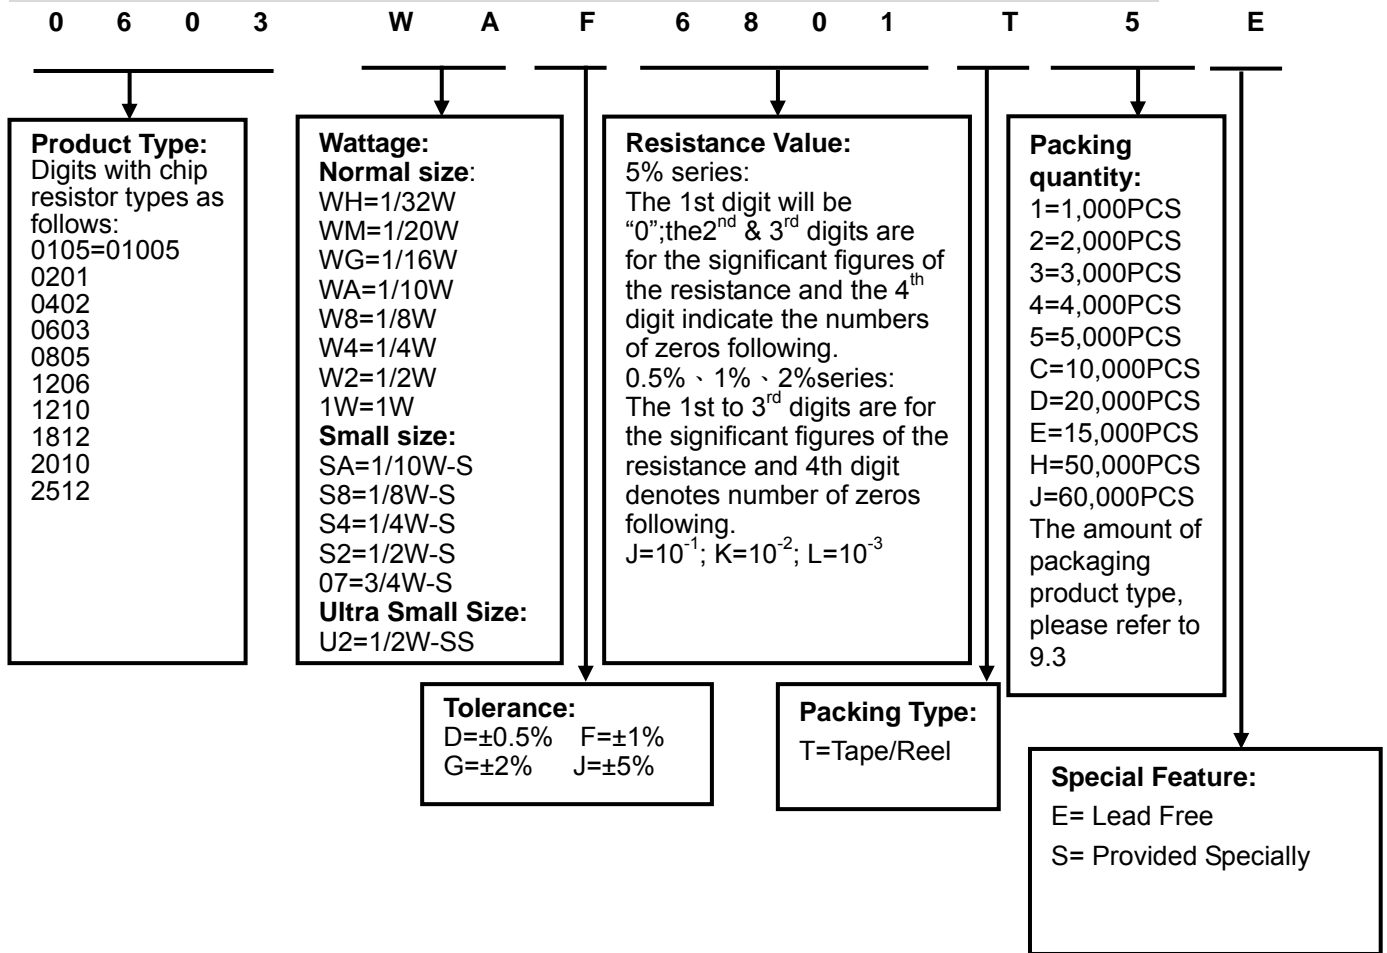 0 6 0 3 W A F 6 8 0 1 T 5 E
Product Type:
Digits with chip
resistor types as
follows:
0105=01005
0201
0402
0603
0805
1206
1210
1812
2010
2512
Wattage:
Normal size:
WH=1/32W
WM=1/20W
WG=1/16W
WA=1/10W
W8=1/8W
W4=1/4W
W2=1/2W
1W=1W
Small size:
SA=1/10W-S
S8=1/8W-S
S4=1/4W-S
S2=1/2W-S
07=3/4W-S
Ultra Small Size:
U2=1/2W-SS
Resistance Value:
5% series:
The 1st digit will be
“0”;the2nd & 3rd digits are
for the significant figures of
the resistance and the 4th
digit indicate the numbers
of zeros following.
0.5%、1%、2%series:
The 1st to 3rd digits are for
the significant figures of the
resistance and 4th digit
denotes number of zeros
following.
J=10-1; K=10-2; L=10-3
Packing
quantity:
1=1,000PCS
2=2,000PCS
3=3,000PCS
4=4,000PCS
5=5,000PCS
C=10,000PCS
D=20,000PCS
E=15,000PCS
H=50,000PCS
J=60,000PCS
The amount of
packaging
product type,
please refer to
9.3
Tolerance:
D=±0.5% F=±1%
G=±2% J=±5%
Packing Type:
T=Tape/Reel
Special Feature:
E= Lead Free
S= Provided Specially